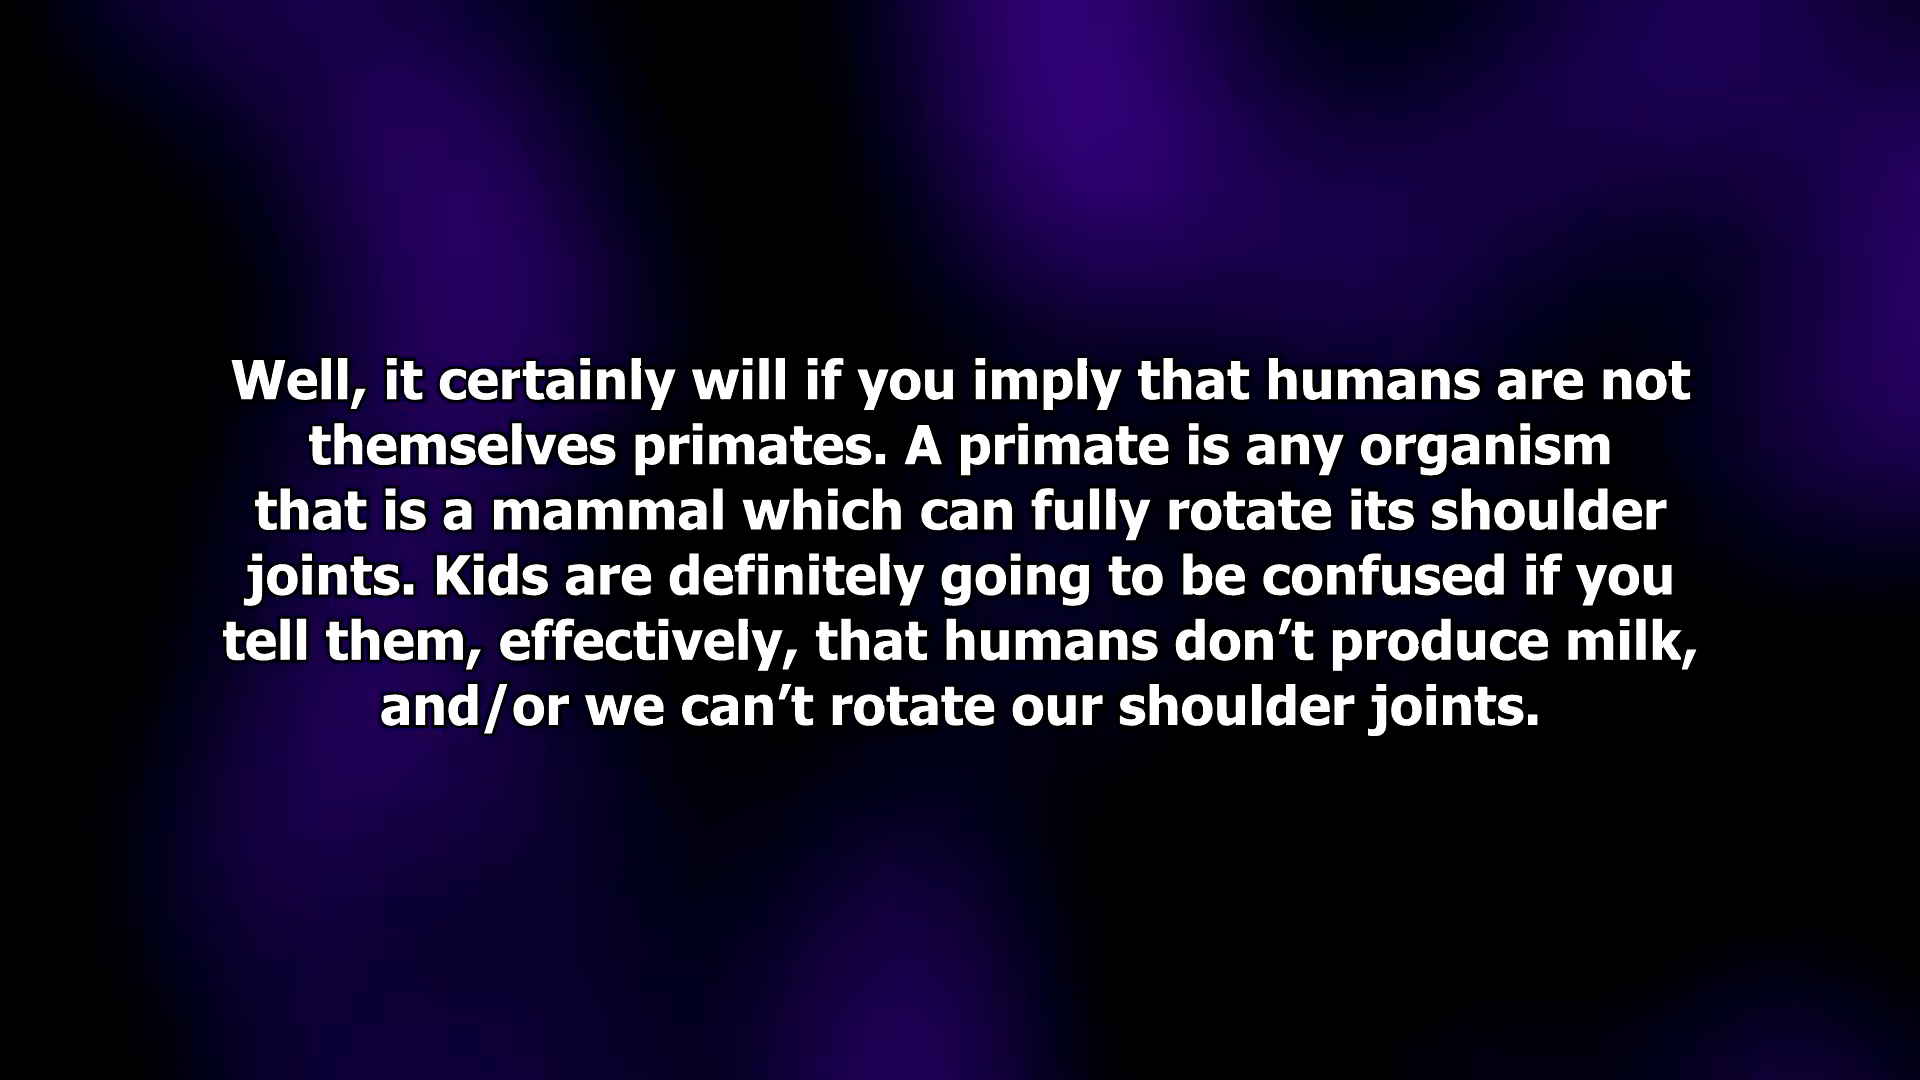 Well, it certainly will if you imply that humans are not
themselves primates. A primate is any organism
that is a mammal which can fully rotate its shoulder
joints. Kids are definitely going to be confused if you
tell them, effectively, that humans don’t produce milk,
and/or we can’t rotate our shoulder joints.